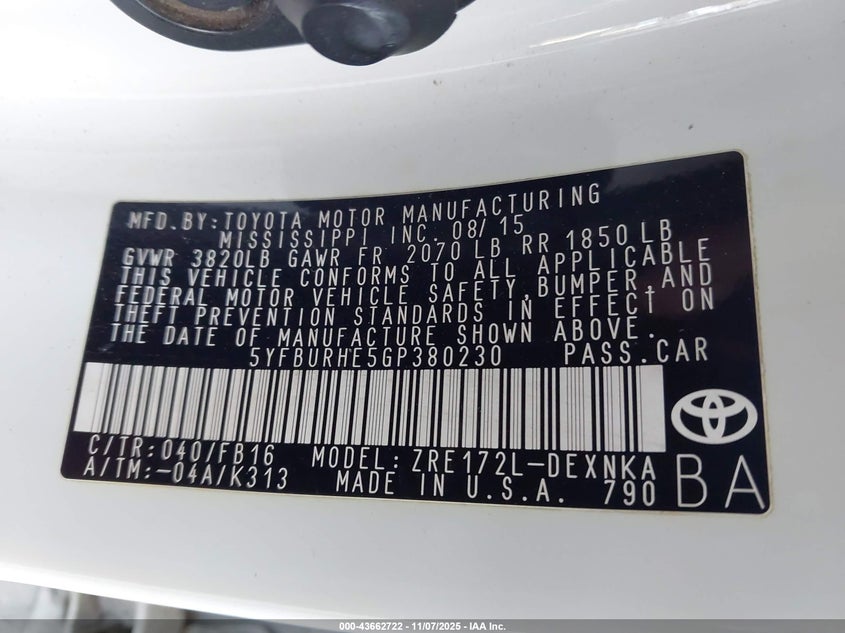 MFD.BY:TOYOTA MOTOR MANUFACTURING
MISSISSIPPI INC. 08/15
GVWR 3820LB GAWR FR 2070 LB RR 1850 LB
THIS VEHICLE CONFORMS TO ALL APPLICABLE
FEDERAL MOTOR VEHICLE SAFETY,BUMPER,AND
THEFT PREVENTION STANDARDS IN EFFECT ON
THE DATE OF MANUFACTURE SHOWN ABOVE.
5YFBURHE5GP380230 PASS.CAR
C/TR:040/FB16 MODEL:ZRE172L-DEXNKA
A/TM:-04A/K313 MADE IN U.S.A. 790 BA
000-43662722 - 11/07/2025 - IAA Inc.